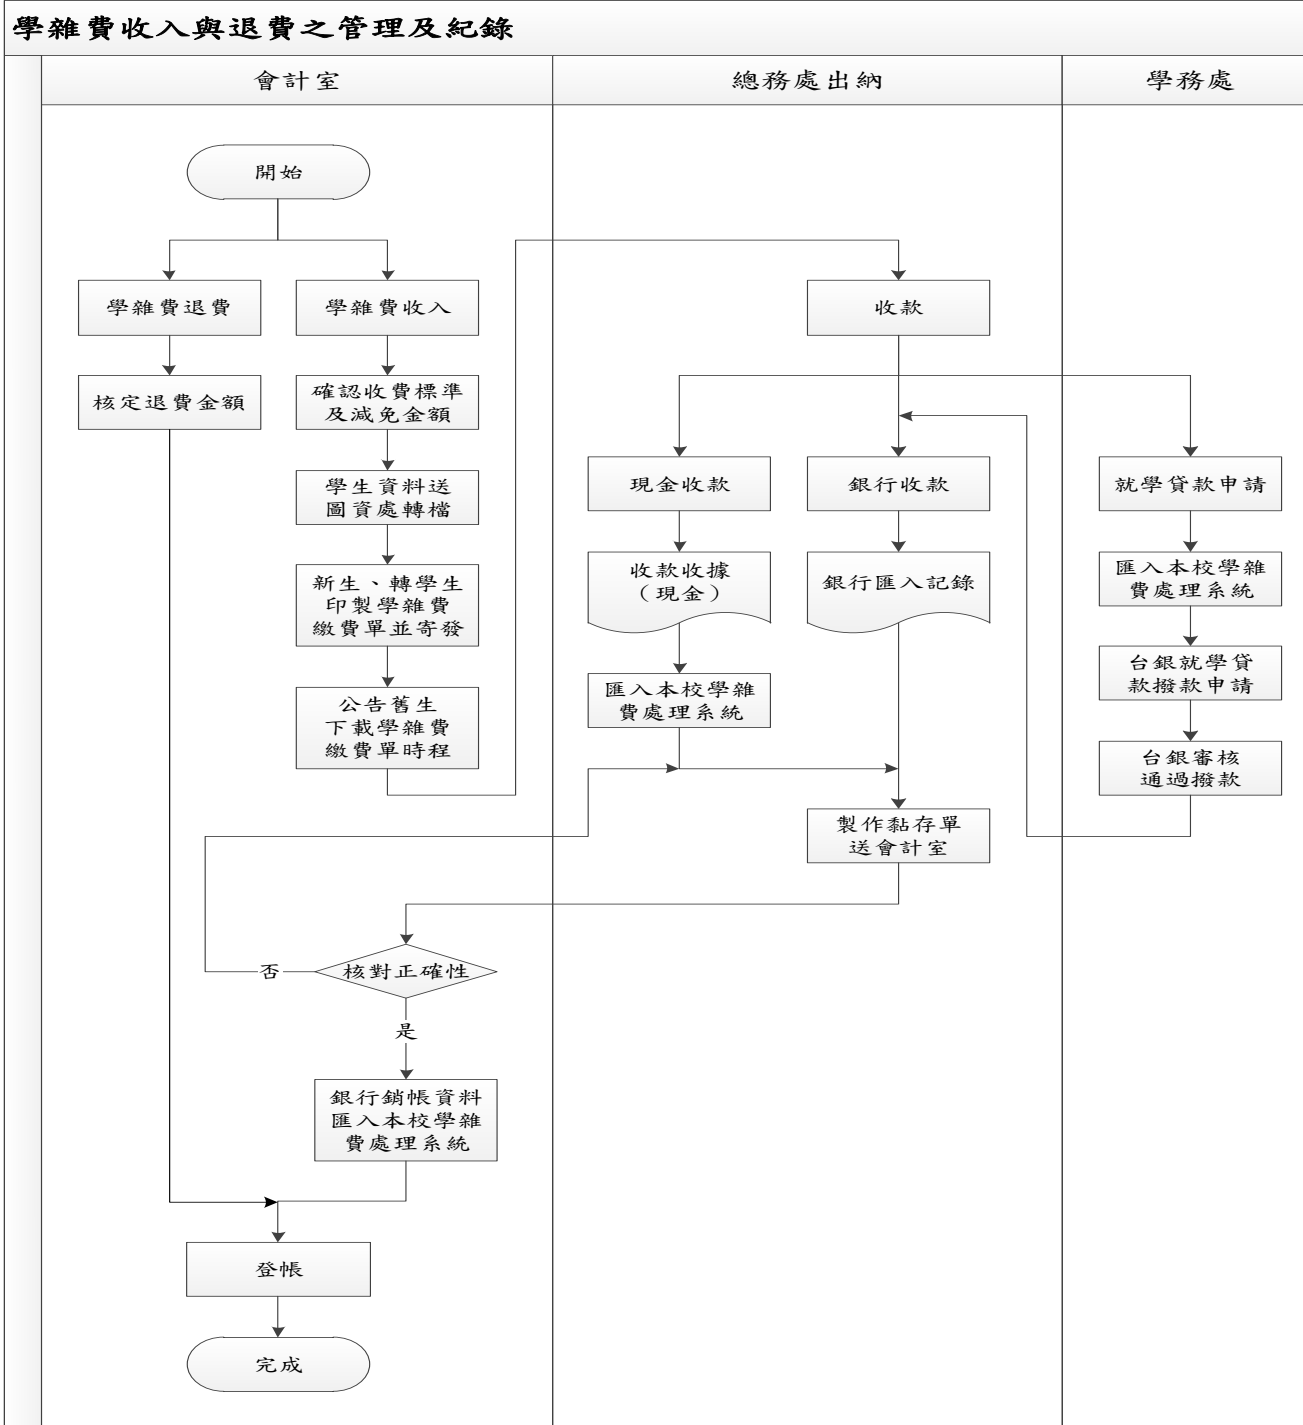 學雜費收入與退費之管理及紀錄
會計室
總務處出納
學務處
開始
學雜費退費
學雜費收入
收款
核定退費金額
確認收費標準
及減免金額
學生資料送
圖資處轉檔
新生、轉學生
印製學雜費
繳費單並寄發
公告舊生
下載學雜費
繳費單時程
現金收款
銀行收款
就學貸款申請
收款收據
(現金)
銀行匯入記錄
匯入本校學雜
費處理系統
匯入本校學雜
費處理系統
台銀就學貸
款撥款申請
台銀審核
通過撥款
製作黏存單
送會計室
核對正確性
否
是
銀行銷帳資料
匯入本校學雜
費處理系統
登帳
完成